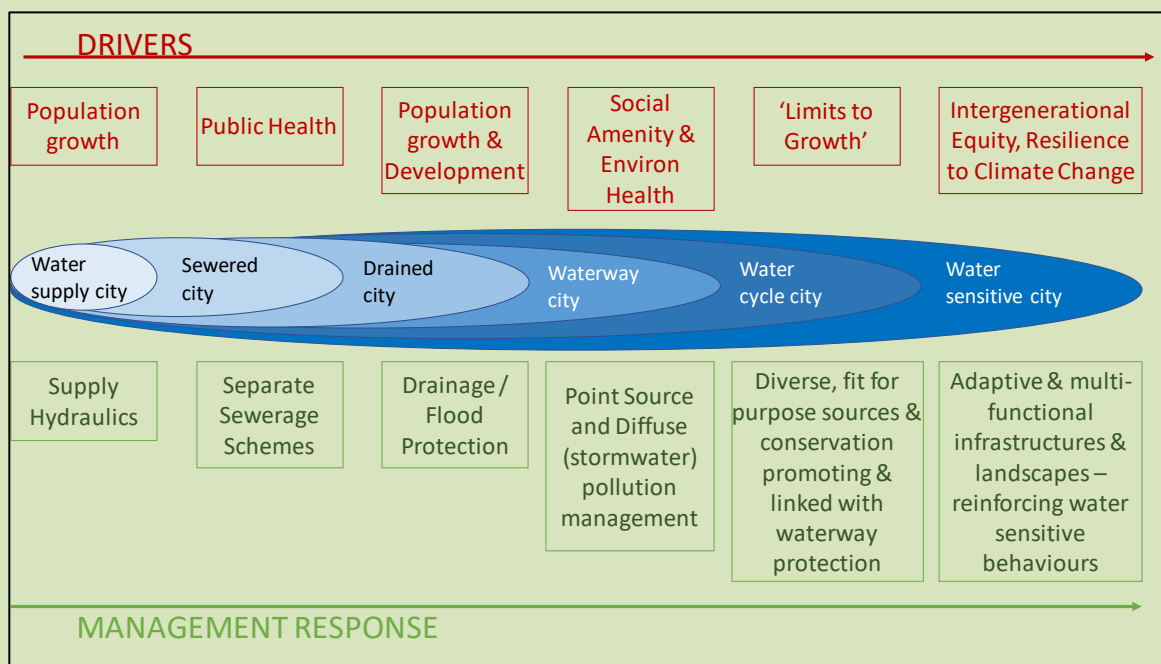 DRIVERS
Population
growth
Public Health
Population
growth &
Development
Social
Amenity &
Environ
Health
‘Limits to
Growth’
Intergenerational
Equity, Resilience
to Climate Change
Water
supply city
Sewered
city
Drained
city
Waterway
city
Water
cycle city
Water
sensitive city
Supply
Hydraulics
Separate
Sewerage
Schemes
Drainage /
Flood
Protection
Point Source
and Diffuse
(stormwater)
pollution
management
Diverse, fit for
purpose sources &
conservation
promoting &
linked with
waterway
protection
Adaptive & multi-
functional
infrastructures &
landscapes –
reinforcing water
sensitive
behaviours
MANAGEMENT RESPONSE